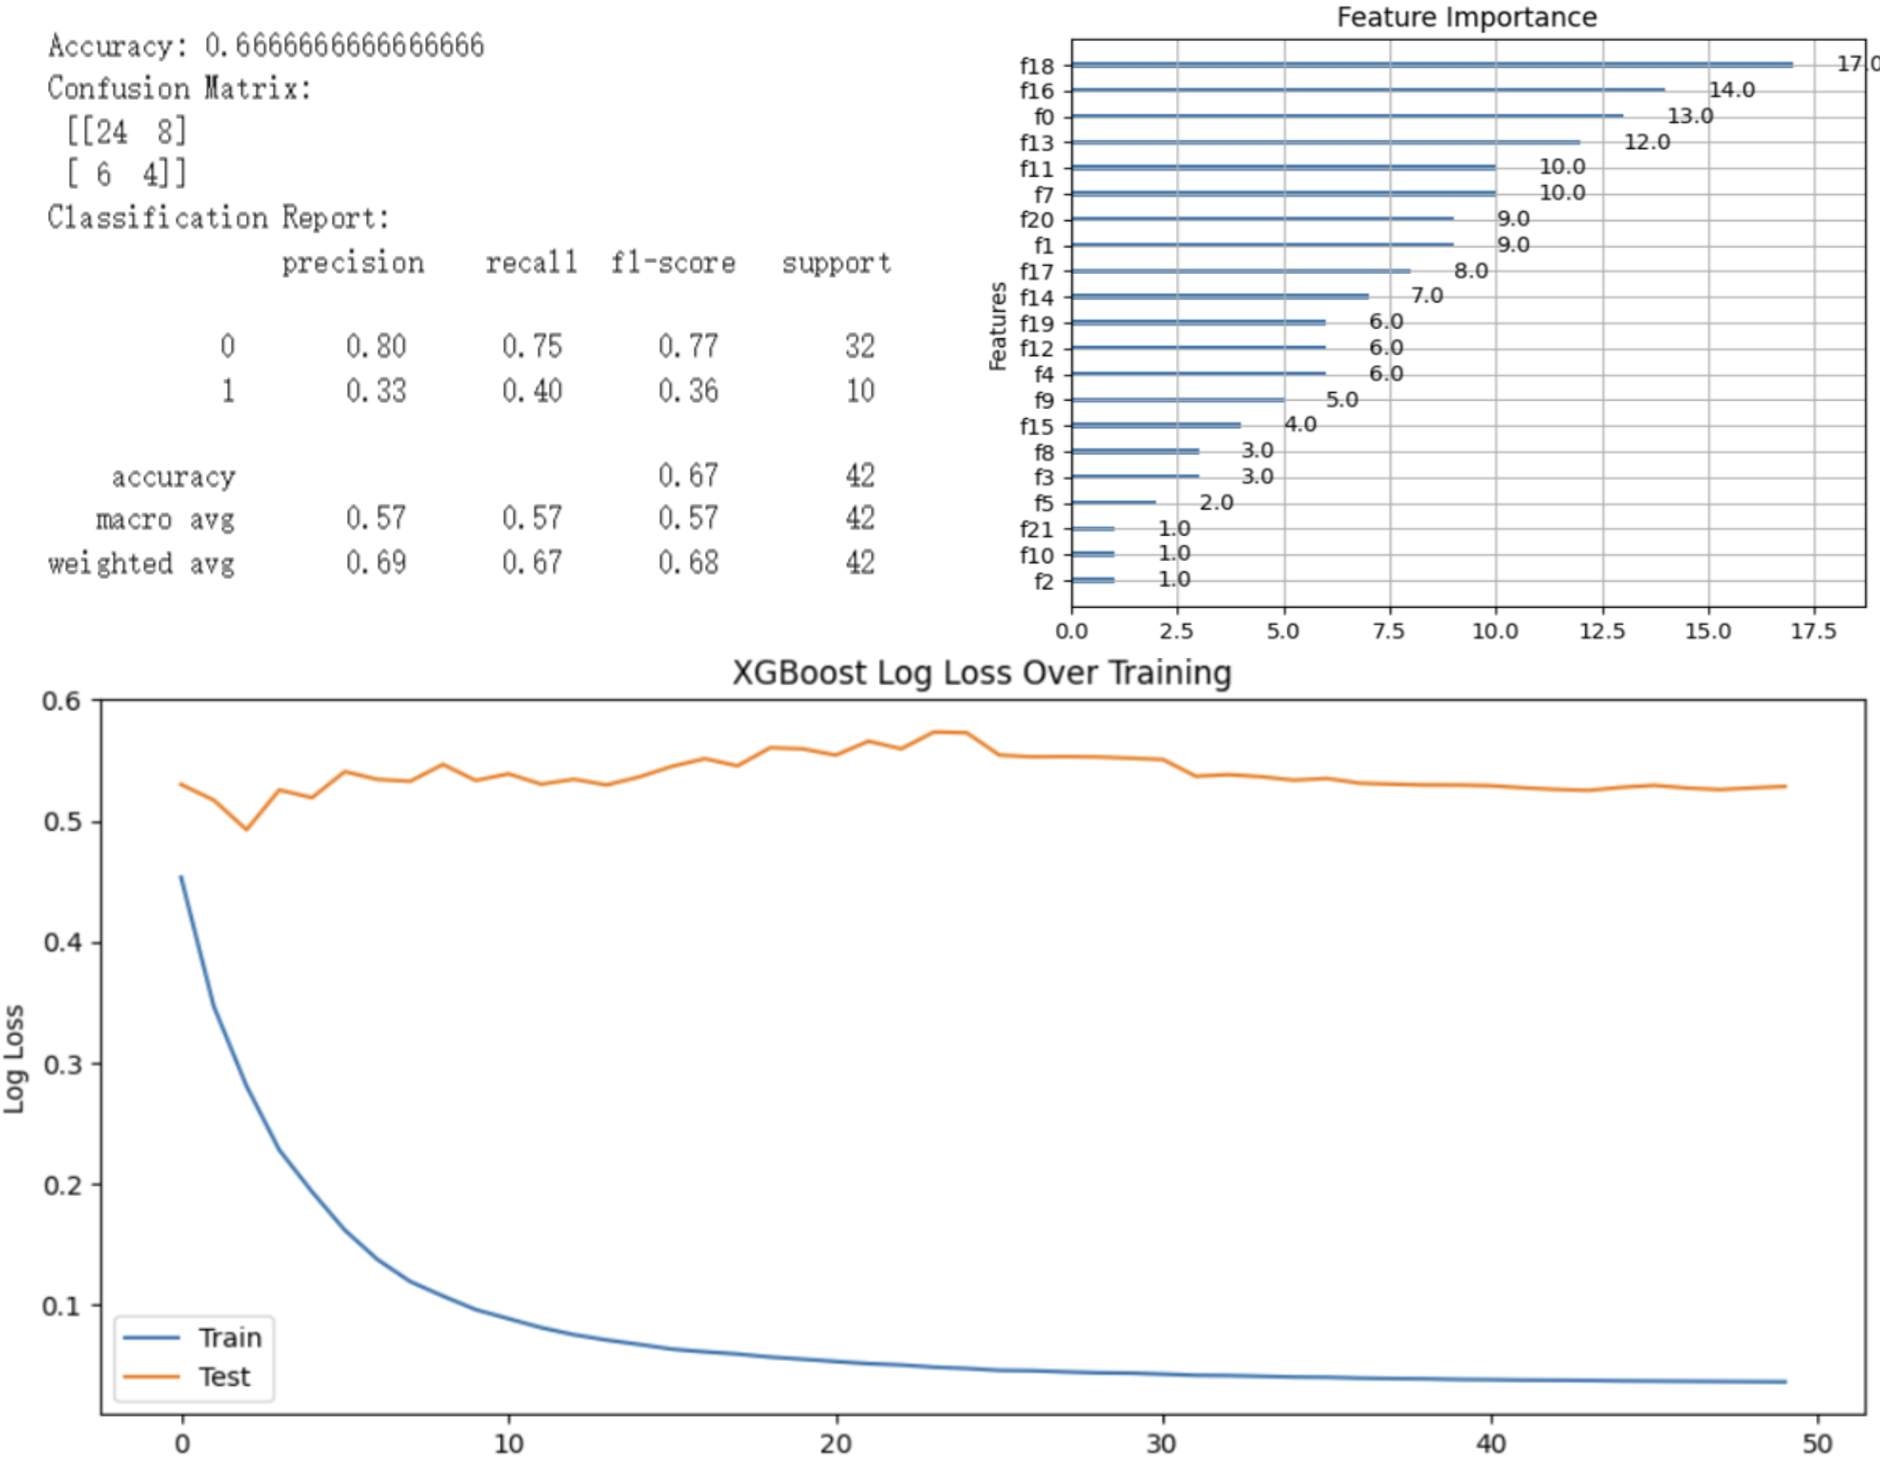 Accuracy: 0.6666666666666666
Confusion Matrix:
[[24 8]
[ 6 4]]
Classification Report:
precision recall f1-score support
0 0.80 0.75 0.77 32
1 0.33 0.40 0.36 10
accuracy 0.67 42
macro avg 0.57 0.57 0.57 42
weighted avg 0.69 0.67 0.68 42
Feature Importance
Features
f18 17.0
f16 14.0
f0 13.0
f13 12.0
f11 10.0
f7 10.0
f20 9.0
f1 9.0
f17 8.0
f14 7.0
f19 6.0
f12 6.0
f4 6.0
f9 5.0
f15 4.0
f8 3.0
f3 3.0
f5 2.0
f21 1.0
f10 1.0
f2 1.0
0.0 2.5 5.0 7.5 10.0 12.5 15.0 17.5
XGBoost Log Loss Over Training
Log Loss
0.6
0.5
0.4
0.3
0.2
0.1
Train
Test
0 10 20 30 40 50